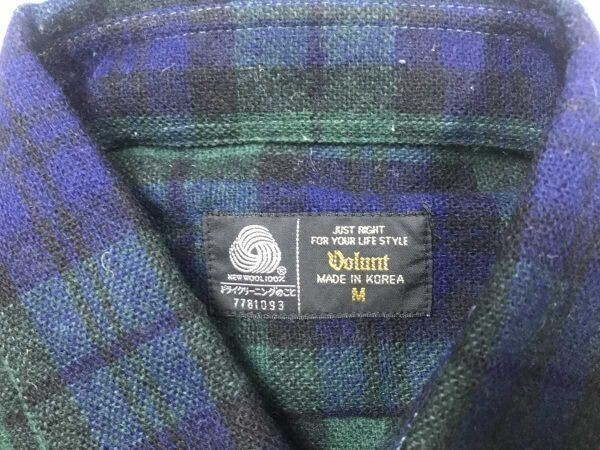 NEW WOOL 100%
®
ドライクリーニングのこと
7781093
JUST RIGHT
FOR YOUR LIFE STYLE
Volunt
MADE IN KOREA
M